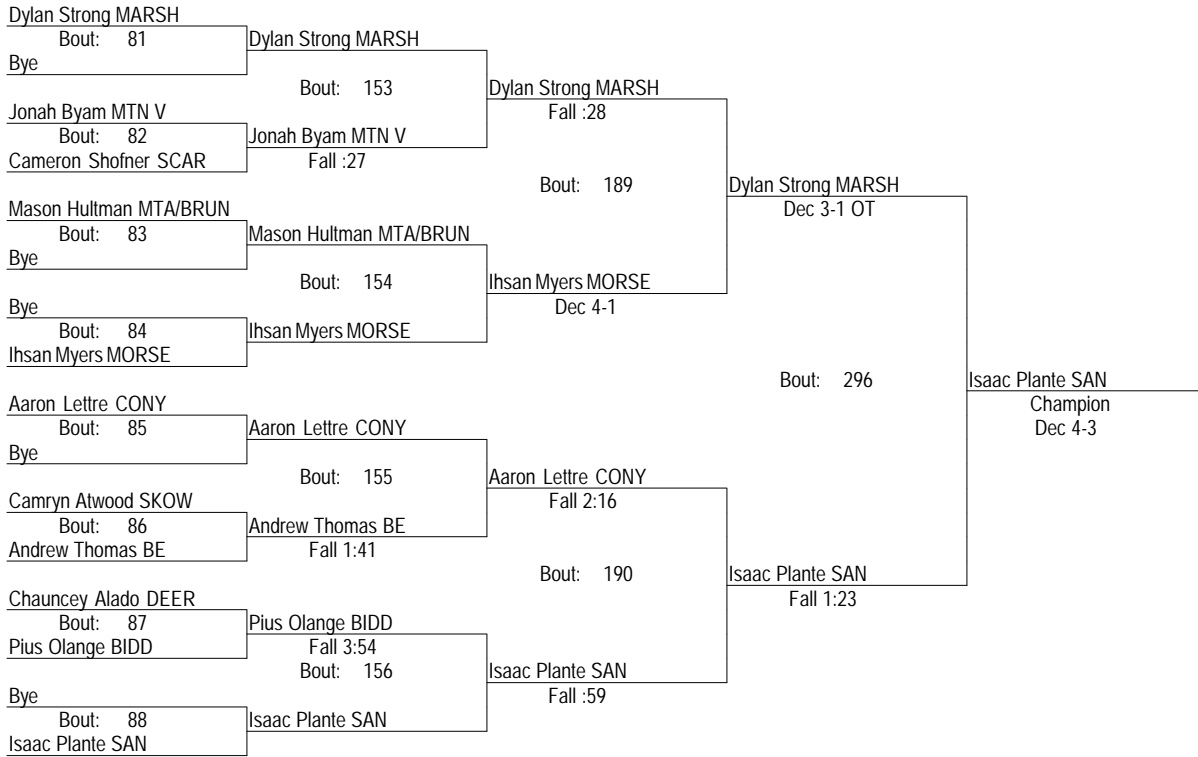 Dylan Strong MARSH
Bout: 81
Dylan Strong MARSH
Bye
Bout: 153
Dylan Strong MARSH
Jonah Byam MTN V
Fall :28
Bout: 82
Jonah Byam MTN V
Cameron Shofner SCAR
Fall :27
Bout: 189
Dylan Strong MARSH
Mason Hultman MTA/BRUN
Dec 3-1 OT
Bout: 83
Mason Hultman MTA/BRUN
Bye
Bout: 154
Ihsan Myers MORSE
Bye
Dec 4-1
Bout: 84
Ihsan Myers MORSE
Ihsan Myers MORSE
Bout: 296
Isaac Plante SAN
Aaron Lettre CONY
Champion
Bout: 85
Aaron Lettre CONY
Dec 4-3
Bye
Bout: 155
Aaron Lettre CONY
Camryn Atwood SKOW
Fall 2:16
Bout: 86
Andrew Thomas BE
Andrew Thomas BE
Fall 1:41
Bout: 190
Isaac Plante SAN
Chauncey Alado DEER
Fall 1:23
Bout: 87
Pius Olange BIDD
Pius Olange BIDD
Fall 3:54
Bout: 156
Isaac Plante SAN
Bye
Fall :59
Bout: 88
Isaac Plante SAN
Isaac Plante SAN